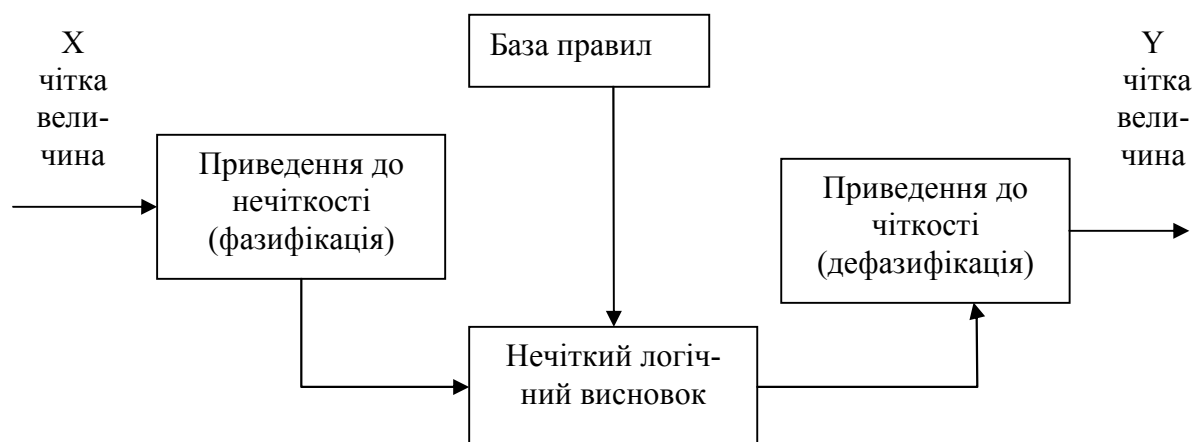 X
чітка
вели-
чина
Приведення до
нечіткості
(фазифікація)
База правил
Нечіткий логіч-
ний висновок
Приведення до
чіткості
(дефазифікація)
Y
чітка
вели-
чина